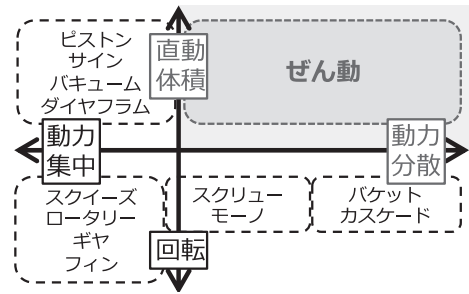 ピストン
サイン
バキューム
ダイヤフラム
直動
体積
ぜん動
動力
集中
動力
分散
スクイーズ
ロータリー
ギヤ
フィン
スクリュー
モーノ
バケット
カスケード
回転